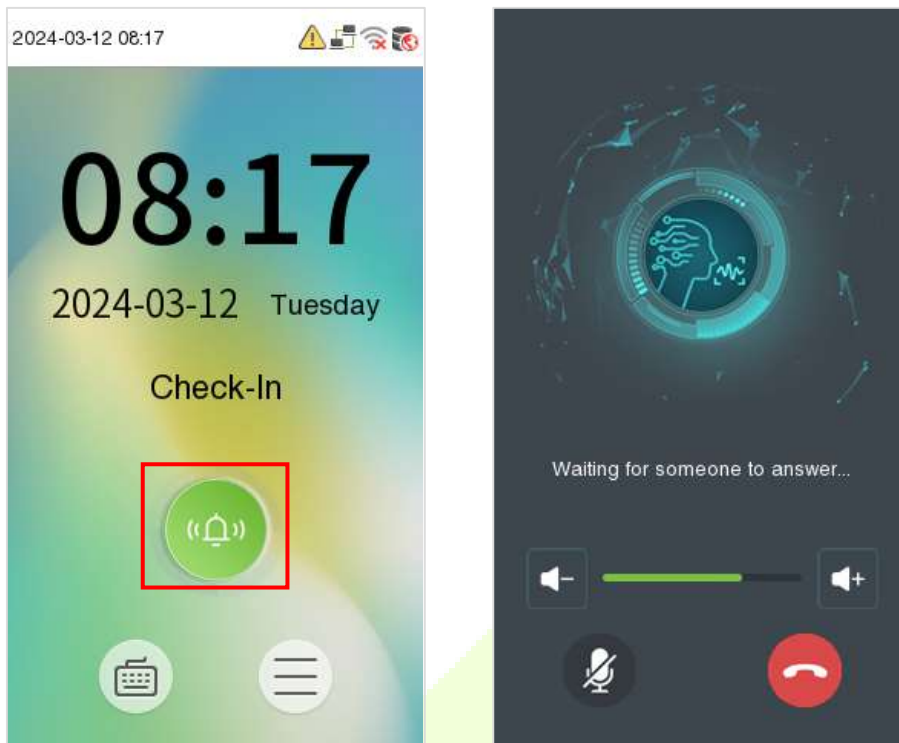 2024-03-12 08:17
08:17
2024-03-12 Tuesday
Check-In
Waiting for someone to answer...